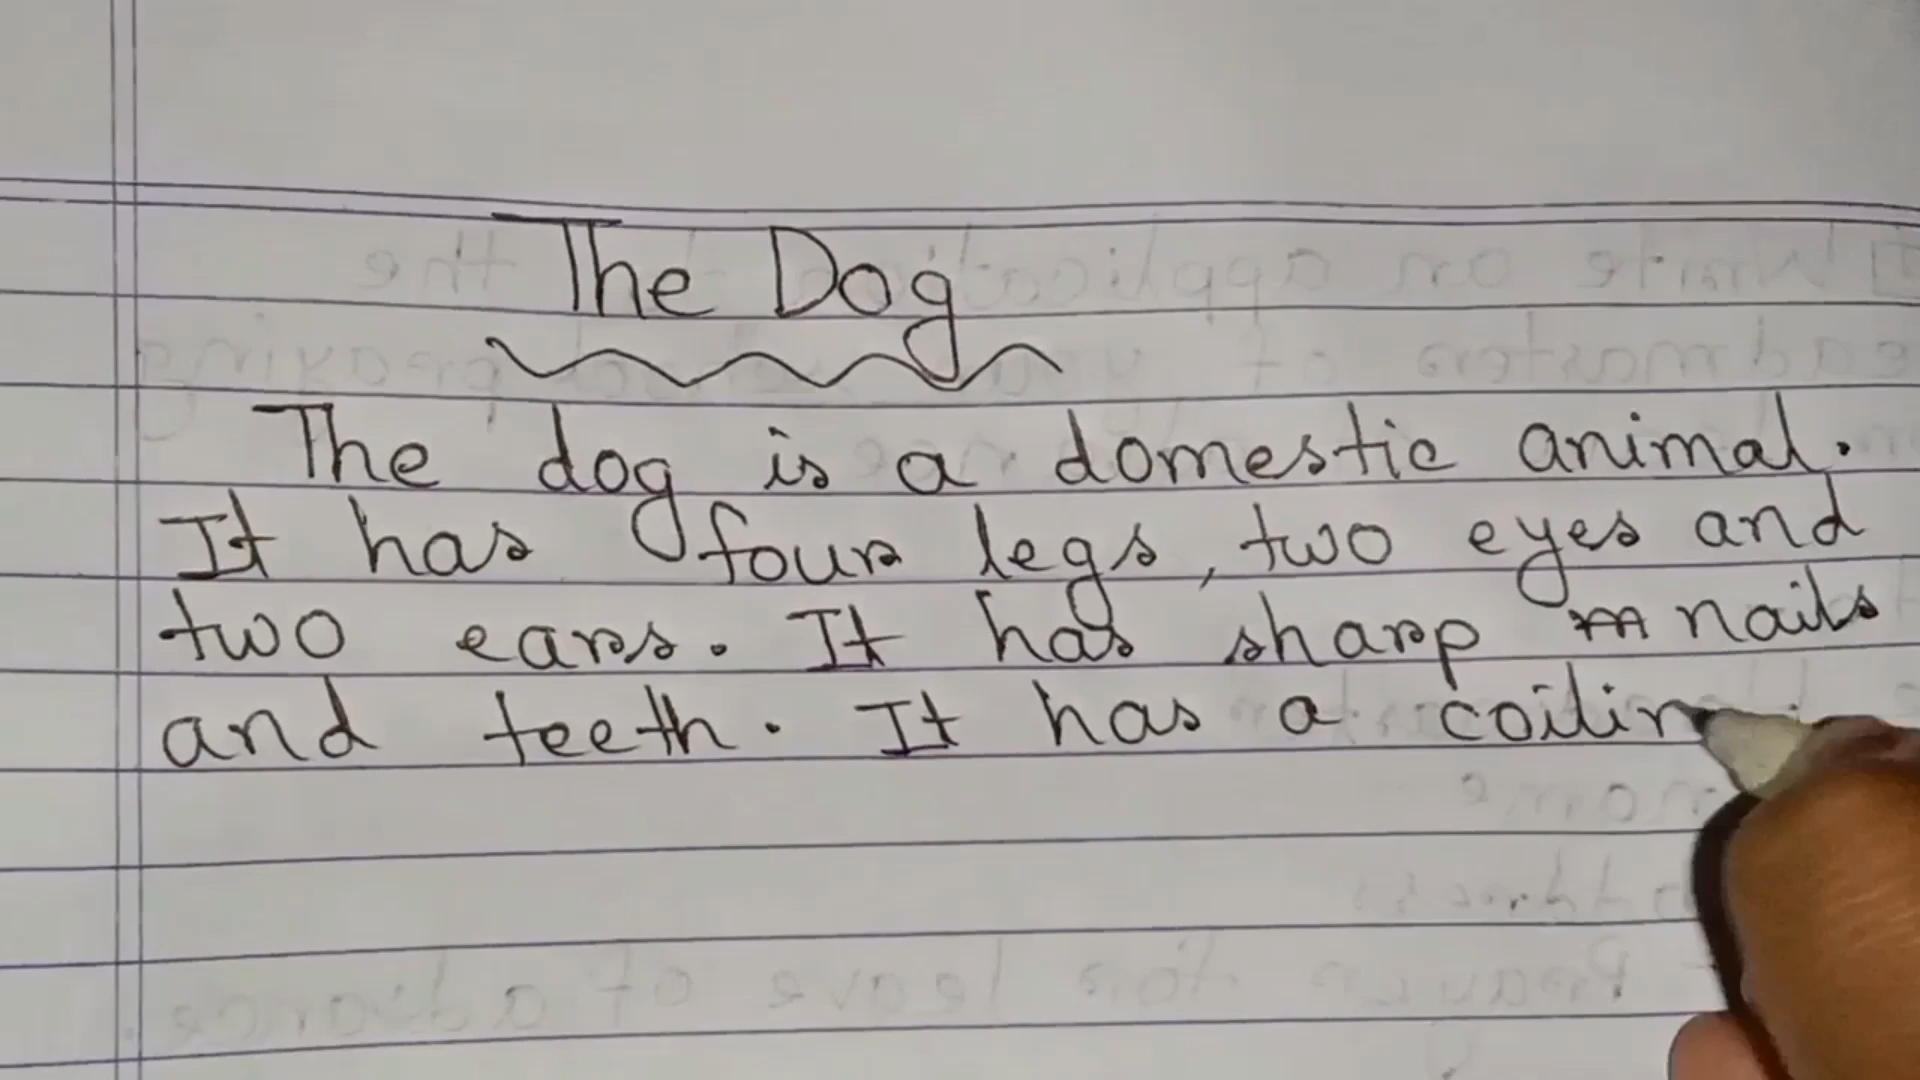 The Dog
The dog is a domestic animal.
It has four legs, two eyes and
two ears. It has sharp nails
and teeth. It has a coilin